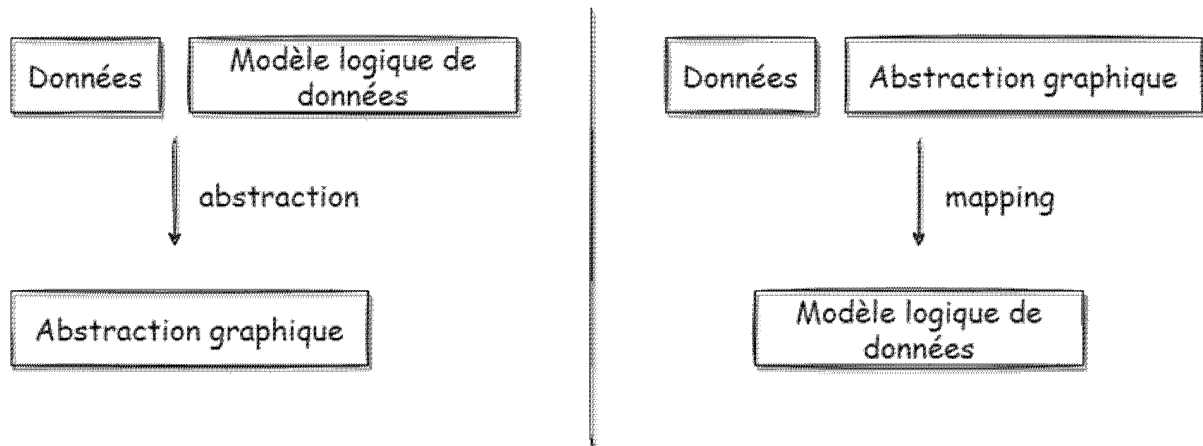 Données
Modèle logique de
données
abstraction
Abstraction graphique
Données
Abstraction graphique
mapping
Modèle logique de
données